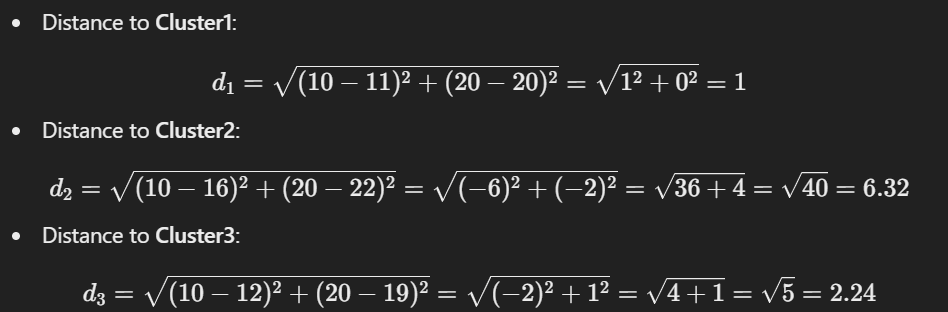 • Distance to Cluster1:
d₁ = √((10 − 11)² + (20 − 20)²) = √(1² + 0²) = 1
• Distance to Cluster2:
d₂ = √((10 − 16)² + (20 − 22)²) = √((−6)² + (−2)²) = √(36 + 4) = √40 = 6.32
• Distance to Cluster3:
d₃ = √((10 − 12)² + (20 − 19)²) = √((−2)² + 1²) = √(4 + 1) = √5 = 2.24